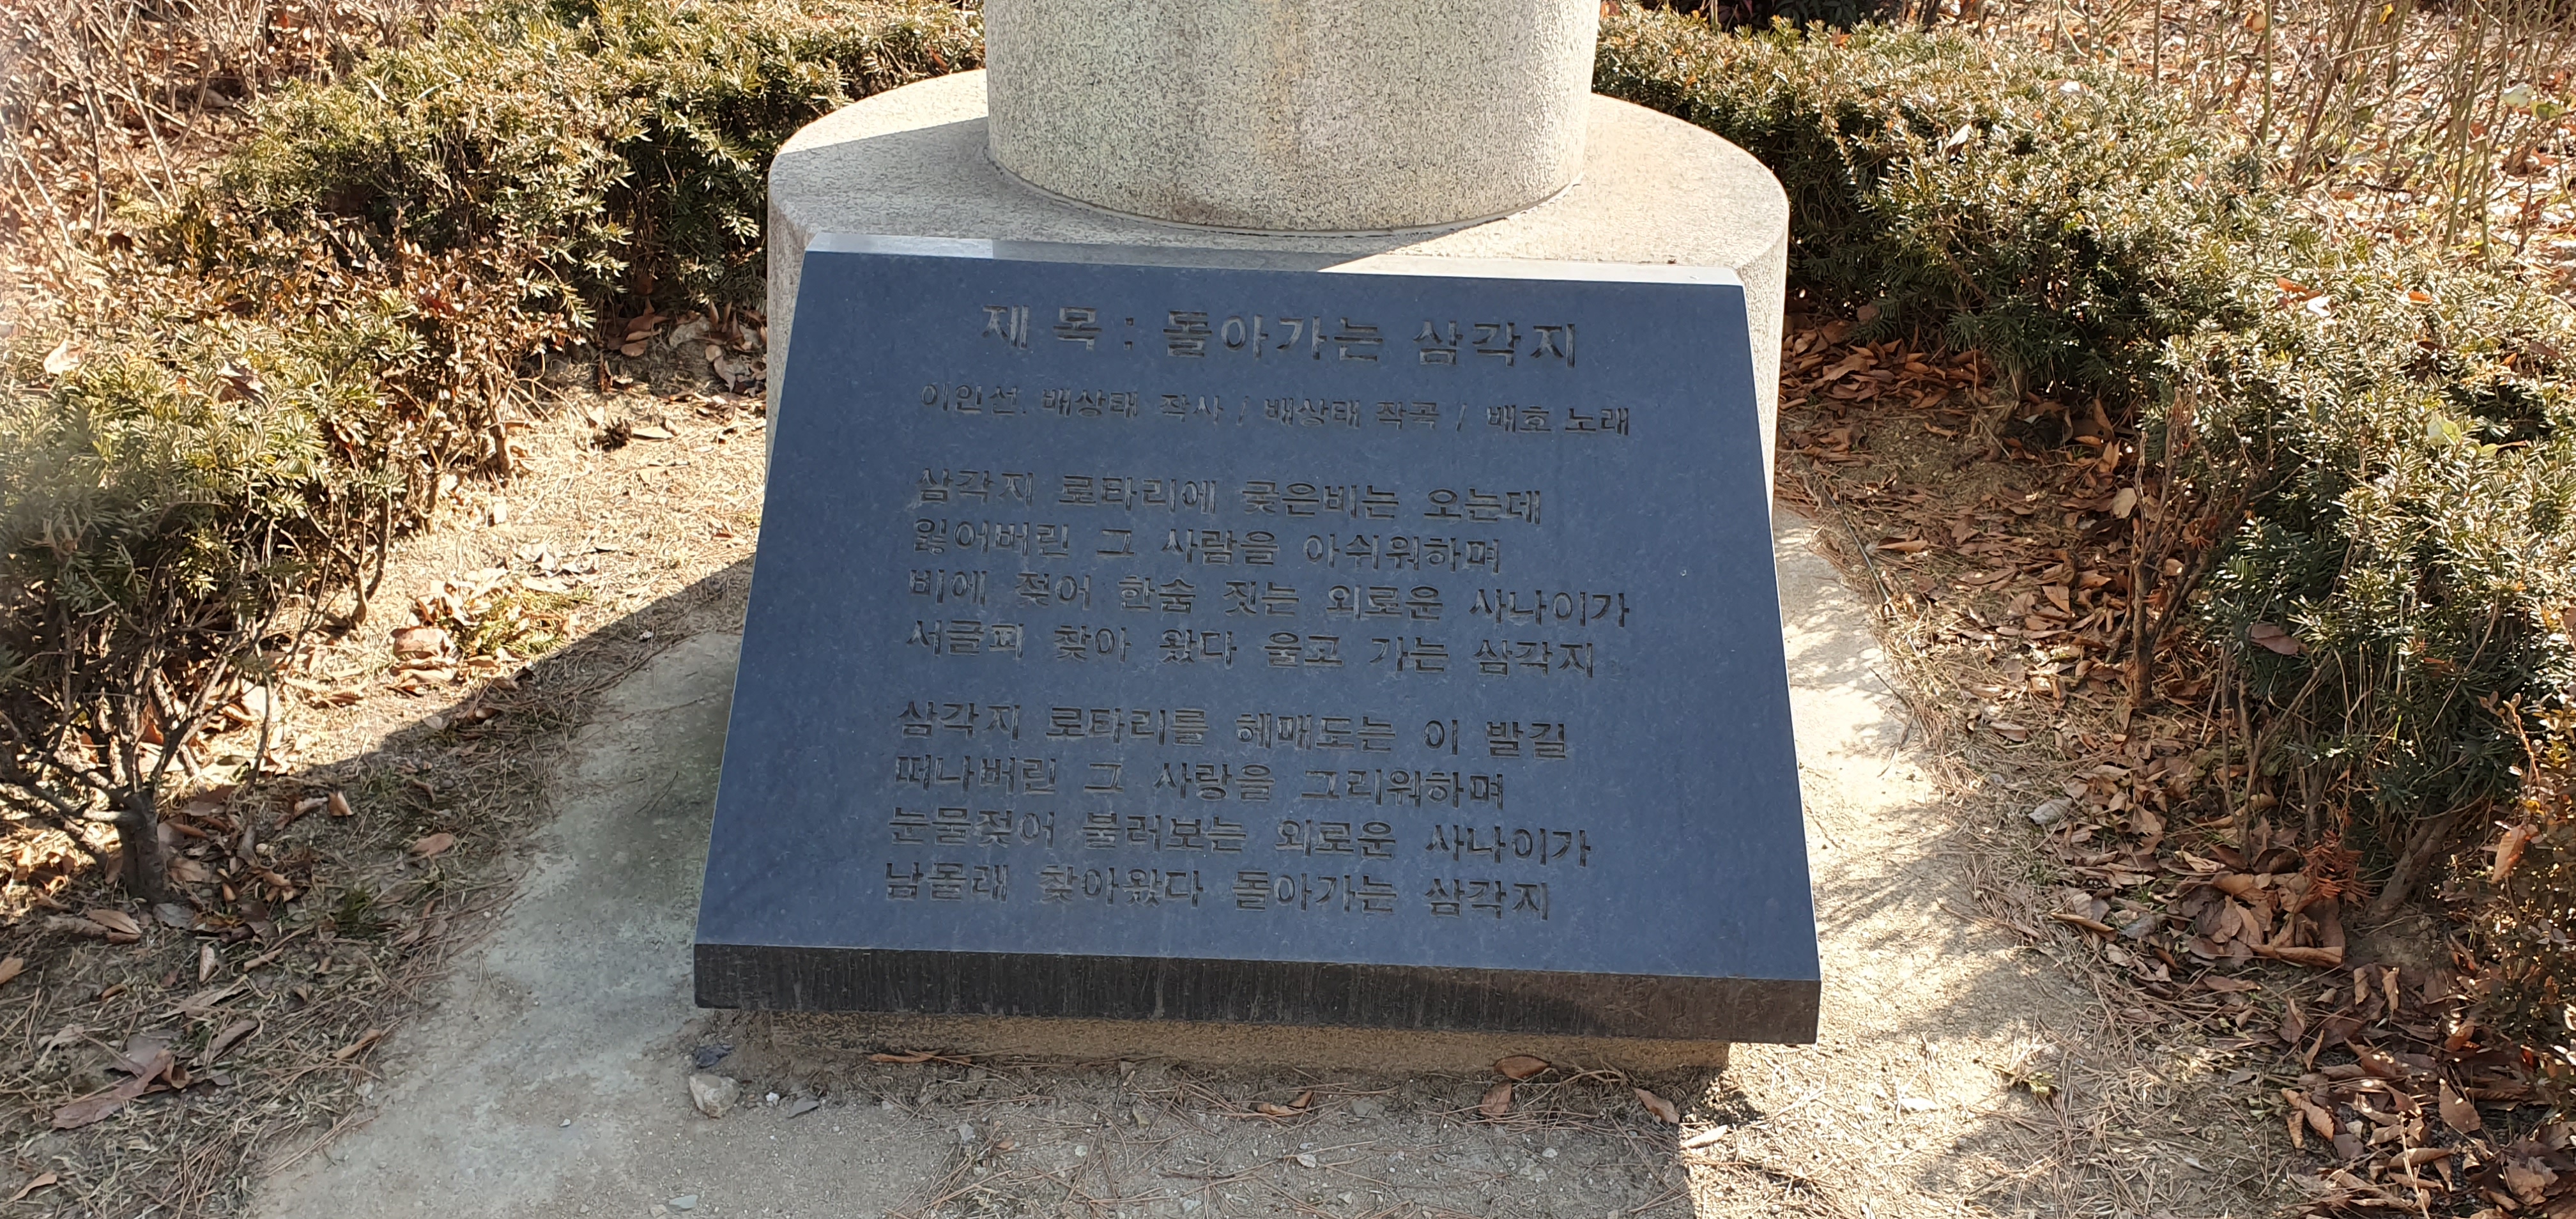 제 목 : 돌아가는 삼각지
이인선, 배상태 작사 / 배상태 작곡 / 배호 노래
삼각지 로타리에 궂은비는 오는데
잃어버린 그 사람을 아쉬워하며
비에 젖어 한숨 짓는 외로운 사나이가
서글피 찾아 왔다 울고 가는 삼각지
삼각지 로타리를 헤매도는 이 발길
떠나버린 그 사랑을 그리워하며
눈물젖어 불러보는 외로운 사나이가
남몰래 찾아왔다 돌아가는 삼각지